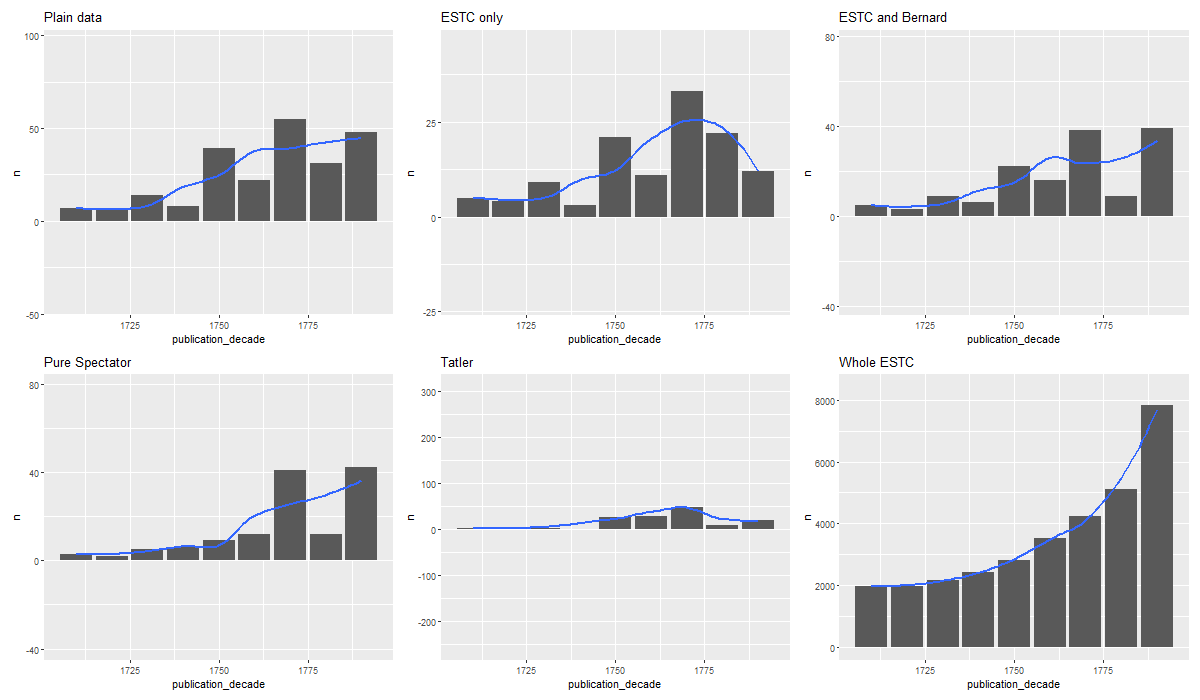 Plain data
100
50
0
-50
n
1725 1750 1775
publication_decade
ESTC only
25
0
-25
n
1725 1750 1775
publication_decade
ESTC and Bernard
80
40
0
-40
n
1725 1750 1775
publication_decade
Pure Spectator
80
40
0
-40
n
1725 1750 1775
publication_decade
Tatler
300
200
100
0
-100
-200
n
1725 1750 1775
publication_decade
Whole ESTC
8000
6000
4000
2000
0
n
1725 1750 1775
publication_decade